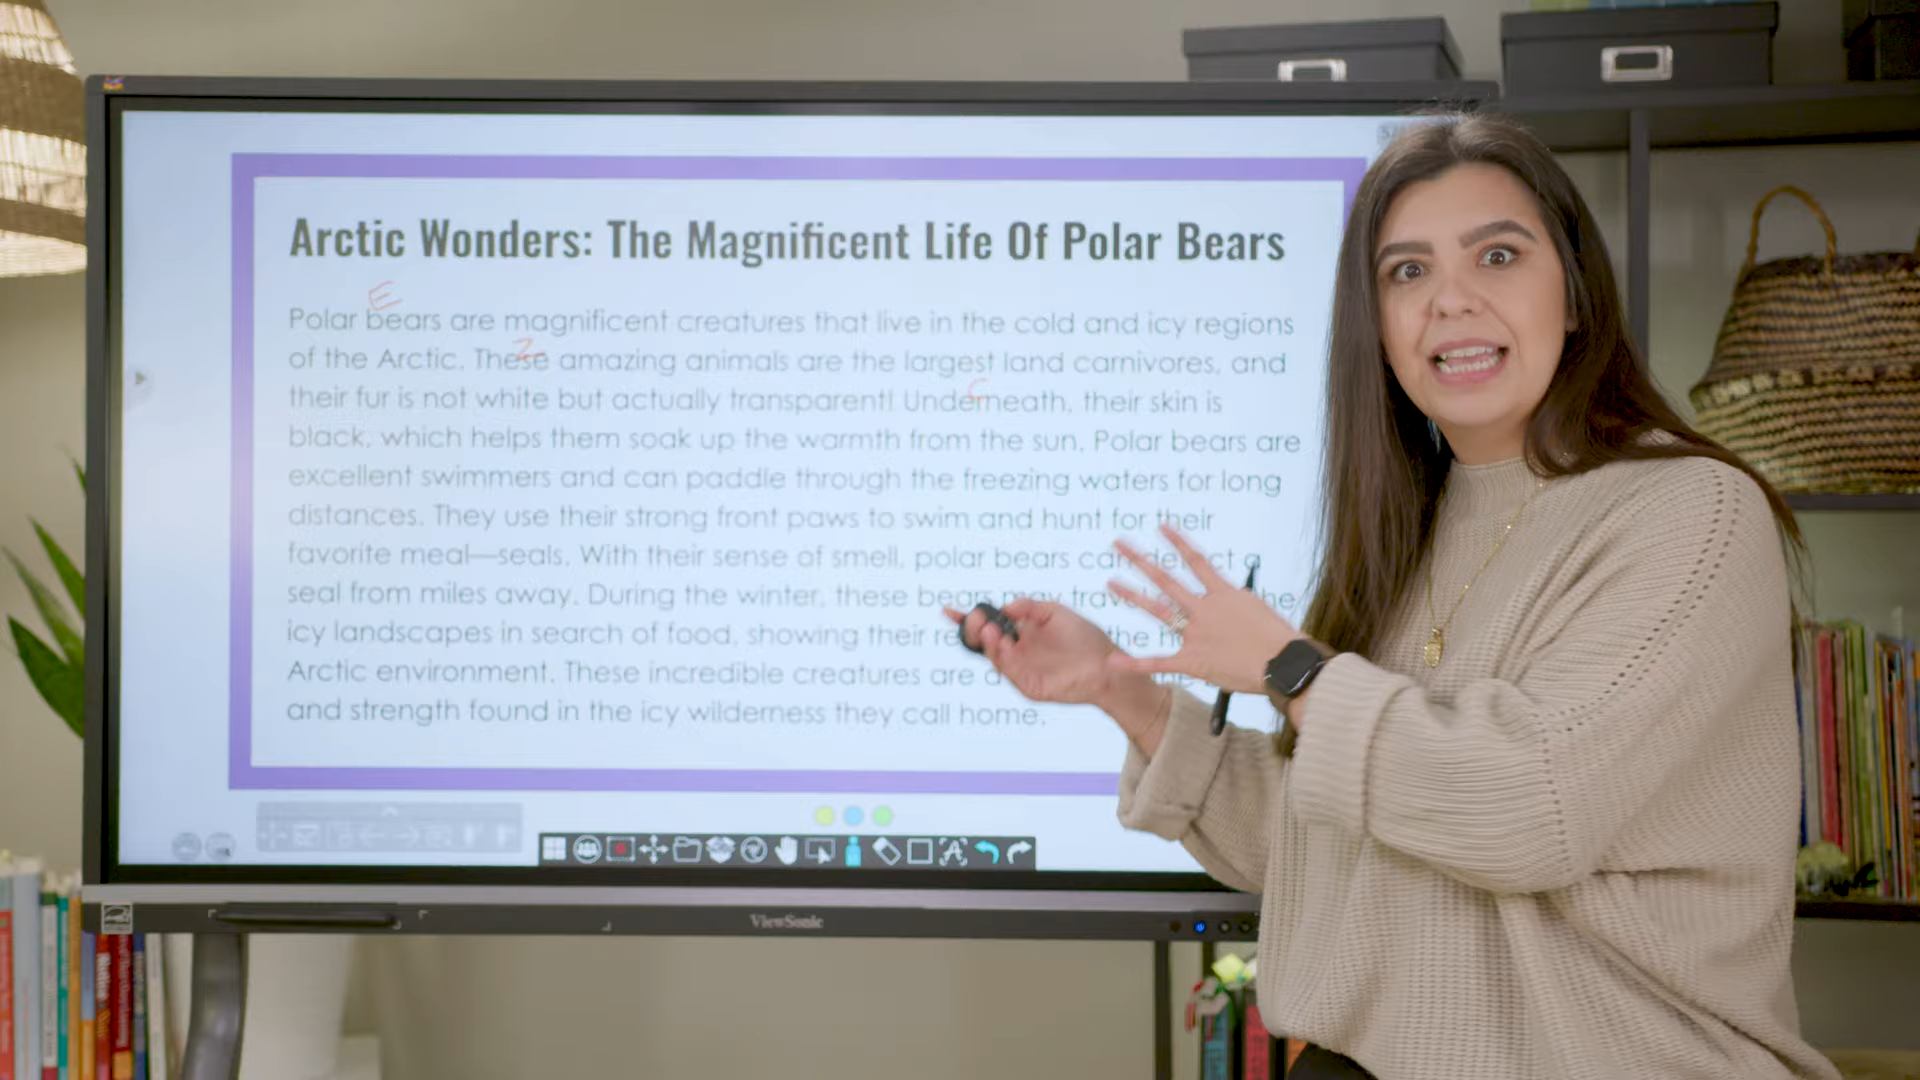 Arctic Wonders: The Magnificent Life Of Polar Bears
E
Polar bears are magnificent creatures that live in the cold and icy regions
Z
of the Arctic. These amazing animals are the largest land carnivores, and
C
their fur is not white but actually transparent! Underneath, their skin is
black, which helps them soak up the warmth from the sun. Polar bears are
excellent swimmers and can paddle through the freezing waters for long
distances. They use their strong front paws to swim and hunt for their
favorite meal—seals. With their sense of smell, polar bears can detect a
seal from miles away. During the winter, these bears may travel the
icy landscapes in search of food, showing their the
Arctic environment. These incredible creatures are
and strength found in the icy wilderness they call home.
ViewSonic